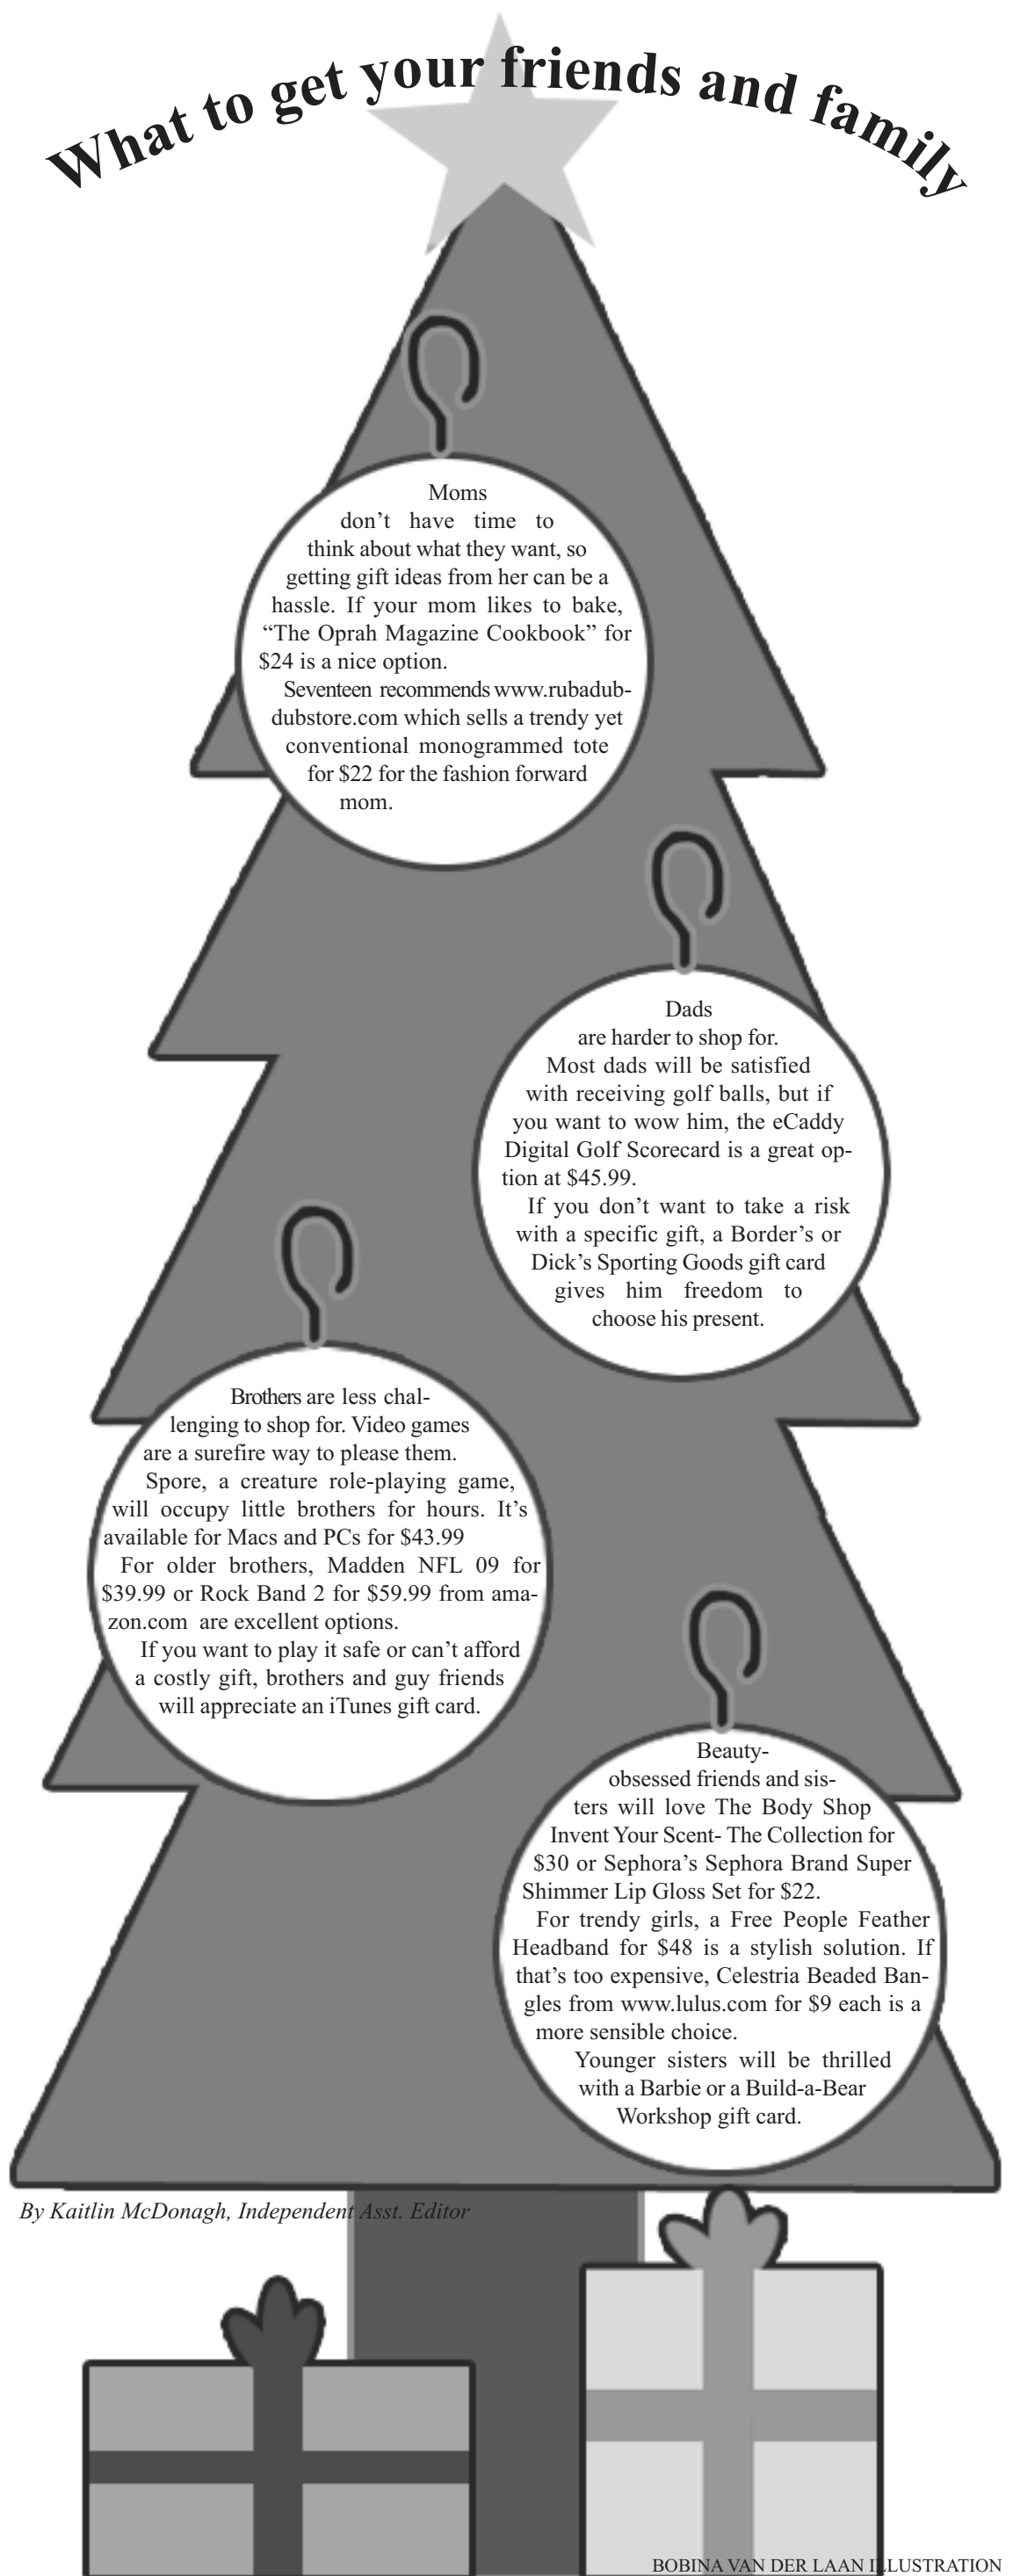 What to get your friends and family
Moms
don’t have time to
think about what they want, so
getting gift ideas from her can be a
hassle. If your mom likes to bake,
“The Oprah Magazine Cookbook” for
$24 is a nice option.
Seventeen recommends www.rubadub-
dubstore.com which sells a trendy yet
conventional monogrammed tote
for $22 for the fashion forward
mom.
Dads
are harder to shop for.
Most dads will be satisfied
with receiving golf balls, but if
you want to wow him, the eCaddy
Digital Golf Scorecard is a great op-
tion at $45.99.
If you don’t want to take a risk
with a specific gift, a Border’s or
Dick’s Sporting Goods gift card
gives him freedom to
choose his present.
Brothers are less chal-
lenging to shop for. Video games
are a surefire way to please them.
Spore, a creature role-playing game,
will occupy little brothers for hours. It’s
available for Macs and PCs for $43.99
For older brothers, Madden NFL 09 for
$39.99 or Rock Band 2 for $59.99 from ama-
zon.com are excellent options.
If you want to play it safe or can’t afford
a costly gift, brothers and guy friends
will appreciate an iTunes gift card.
Beauty-
obsessed friends and sis-
ters will love The Body Shop
Invent Your Scent- The Collection for
$30 or Sephora’s Sephora Brand Super
Shimmer Lip Gloss Set for $22.
For trendy girls, a Free People Feather
Headband for $48 is a stylish solution. If
that’s too expensive, Celestria Beaded Ban-
gles from www.lulus.com for $9 each is a
more sensible choice.
Younger sisters will be thrilled
with a Barbie or a Build-a-Bear
Workshop gift card.
By Kaitlin McDonagh, Independent Asst. Editor
BOBINA VAN DER LAAN ILLUSTRATION